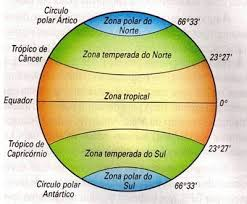 Círculo
polar Ártico
Zona polar do
Norte
66°33'
Trópico de
Câncer
Zona temperada do Norte
23°27'
Equador
Zona tropical
0°
Trópico de
Capricórnio
Zona temperada do Sul
23°27'
Círculo polar
Antártico
Zona polar do
Sul
66°33'